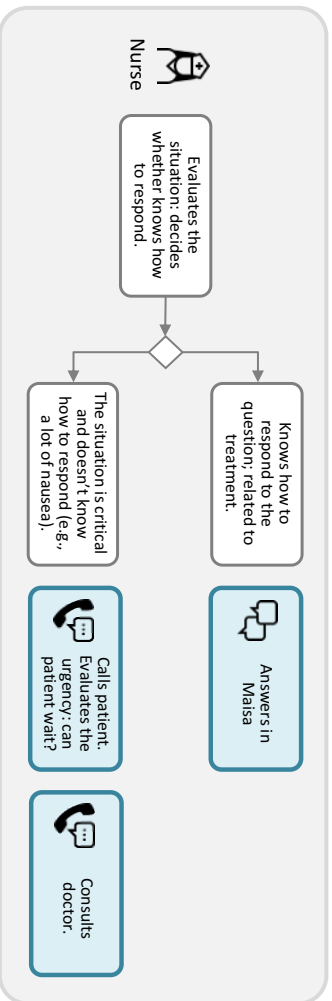 Nurse
Evaluates the
situation: decides
whether knows how
to respond.
Knows how to
respond to the
question; related to
treatment.
Answers in
Maisa
The situation is critical
and doesn't know
how to respond (e.g.,
a lot of nausea).
Calls patient.
Evaluates the
urgency: can
patient wait?
Consults
doctor.